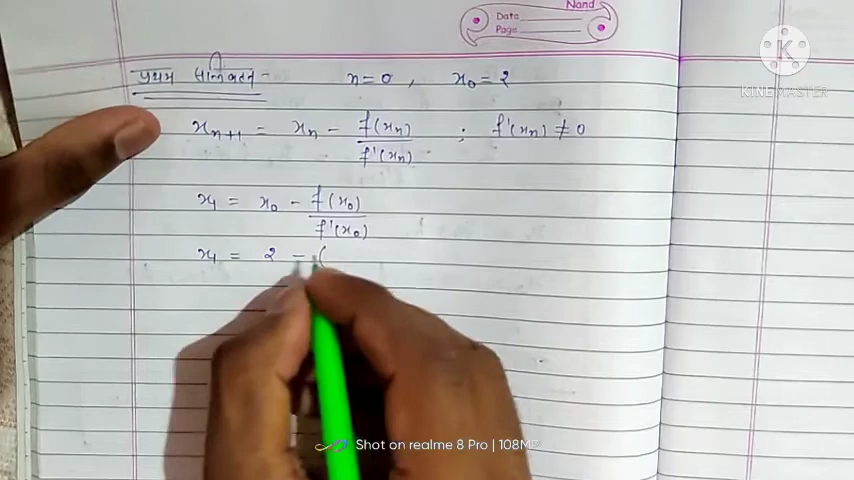 Nand
Date
Page
K
KINEMASTER
प्रथम सन्निकटन - n = 0 , x₀ = 2
xₙ₊₁ = xₙ - f(xₙ) / f'(xₙ) ; f'(xₙ) ≠ 0
x₁ = x₀ - f(x₀) / f'(x₀)
x₁ = 2 - (
Shot on realme 8 Pro | 108MP